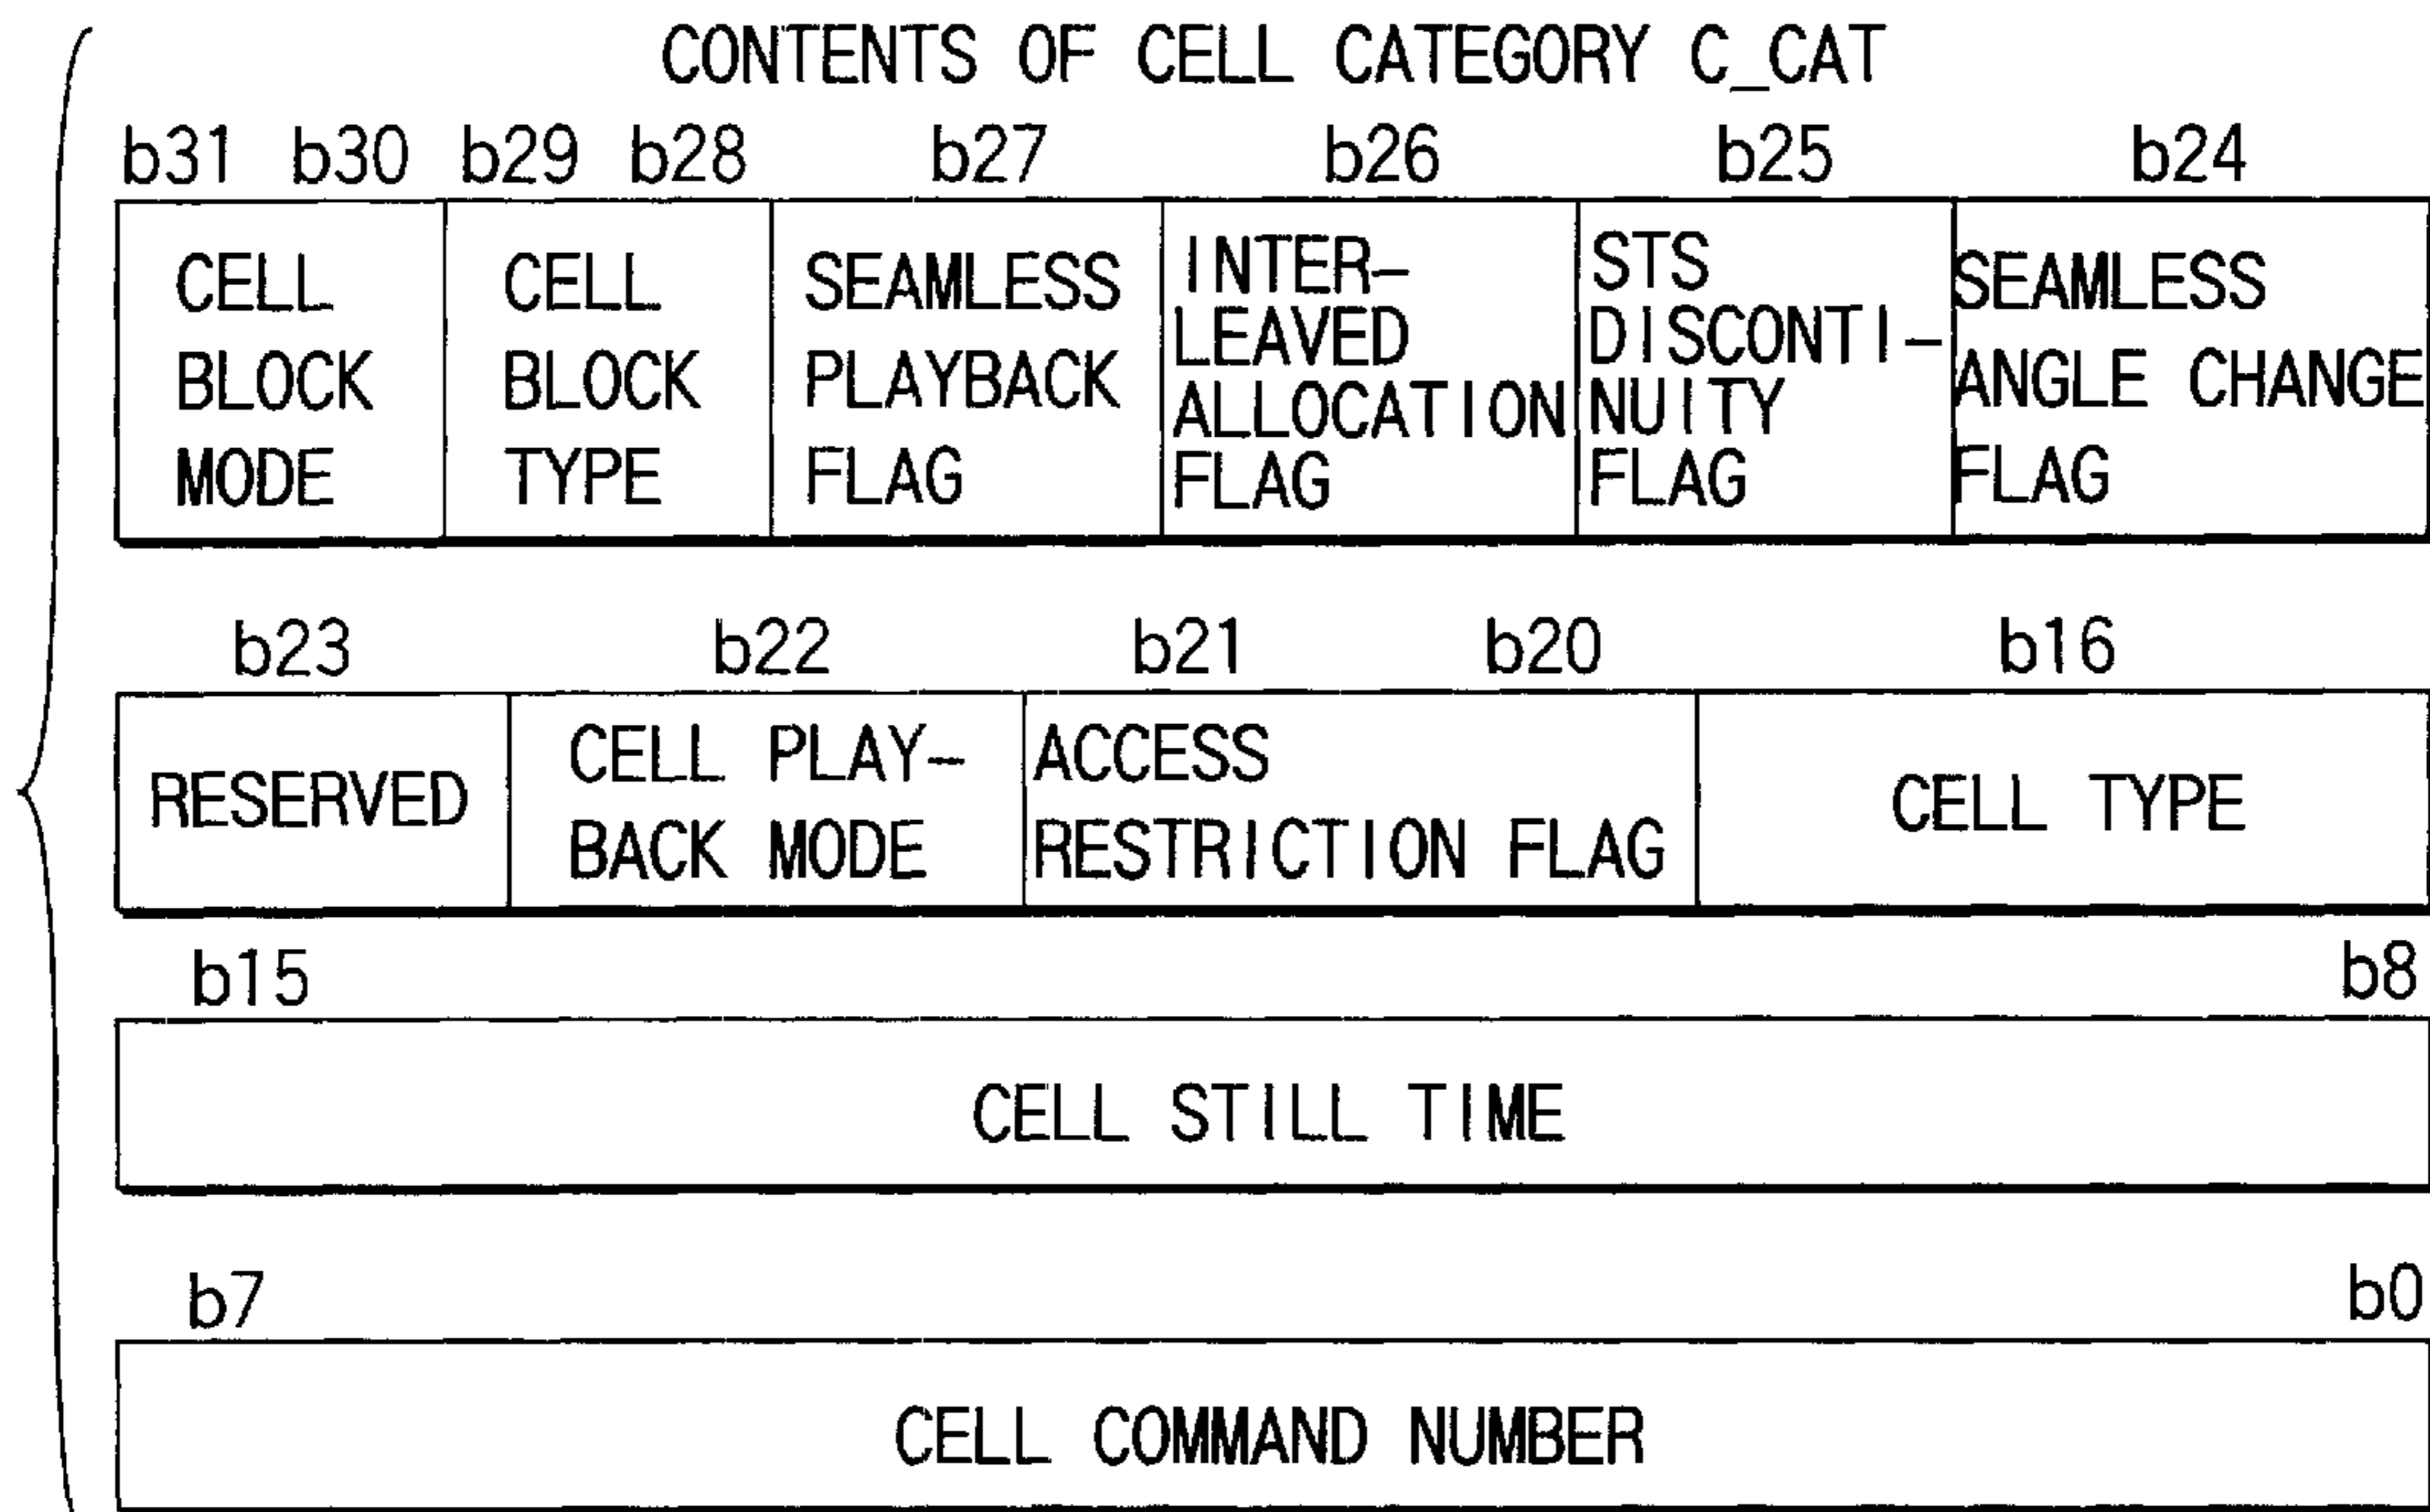 CONTENTS OF CELL CATEGORY C_CAT
b31 b30 b29 b28 b27 b26 b25 b24
CELL
BLOCK
MODE
CELL
BLOCK
TYPE
SEAMLESS
PLAYBACK
FLAG
INTER-
LEAVED
ALLOCATION
FLAG
STS
DISCONTI-
NUITY
FLAG
SEAMLESS
ANGLE CHANGE
FLAG
b23 b22 b21 b20 b16
RESERVED
CELL PLAY-
BACK MODE
ACCESS
RESTRICTION FLAG
CELL TYPE
b15 b8
CELL STILL TIME
b7 b0
CELL COMMAND NUMBER